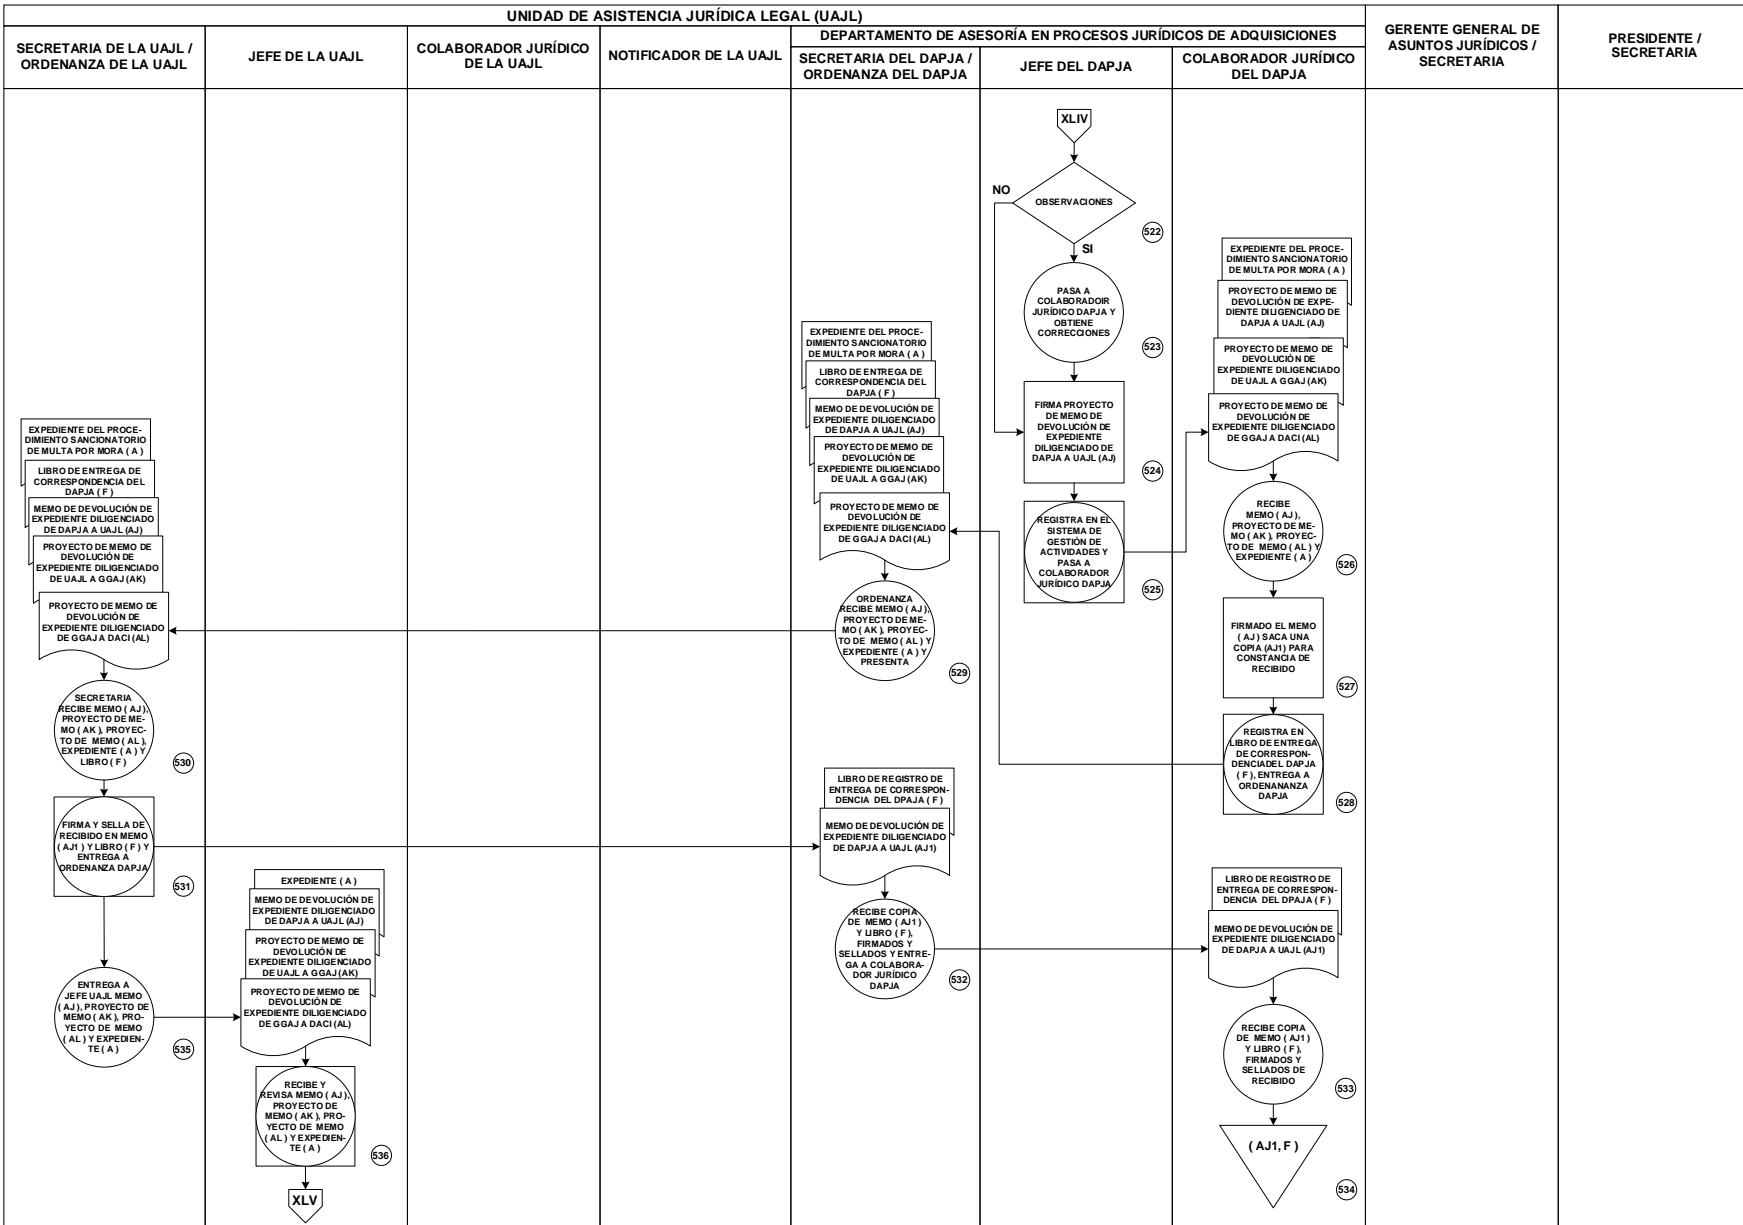 UNIDAD DE ASISTENCIA JURÍDICA LEGAL (UAJL)
DEPARTAMENTO DE ASESORÍA EN PROCESOS JURÍDICOS DE ADQUISICIONES
SECRETARIA DE LA UAJL /
ORDENANZA DE LA UAJL
JEFE DE LA UAJL
COLABORADOR JURÍDICO
DE LA UAJL
NOTIFICADOR DE LA UAJL
SECRETARIA DEL DAPJA /
ORDENANZA DEL DAPJA
JEFE DEL DAPJA
COLABORADOR JURÍDICO
DEL DAPJA
GERENTE GENERAL DE
ASUNTOS JURÍDICOS /
SECRETARIA
PRESIDENTE /
SECRETARIA
XLIV
OBSERVACIONES
NO
SI
522
PASA A
COLABORADOIR
JURÍDICO DAPJA Y
OBTIENE
CORRECCIONES
523
FIRMA PROYECTO
DE MEMO DE
DEVOLUCIÓN DE
EXPEDIENTE
DILIGENCIADO DE
DAPJA A UAJL (AJ)
524
REGISTRA EN EL
SISTEMA DE
GESTIÓN DE
ACTIVIDADES Y
PASA A
COLABORADOR
JURÍDICO DAPJA
525
EXPEDIENTE DEL PROCE-
DIMIENTO SANCIONATORIO
DE MULTA POR MORA ( A )
PROYECTO DE MEMO DE
DEVOLUCIÓN DE EXPE-
DIENTE DILIGENCIADO DE
DAPJA A UAJL (AJ)
PROYECTO DE MEMO DE
DEVOLUCIÓN DE
EXPEDIENTE DILIGENCIADO
DE UAJL A GGAJ (AK)
PROYECTO DE MEMO DE
DEVOLUCIÓN DE
EXPEDIENTE DILIGENCIADO
DE GGAJ A DACI (AL)
RECIBE
MEMO ( AJ ),
PROYECTO DE ME-
MO ( AK ), PROYEC-
TO DE MEMO ( AL ) Y
EXPEDIENTE ( A )
526
FIRMADO EL MEMO
( AJ ) SACA UNA
COPIA (AJ1) PARA
CONSTANCIA DE
RECIBIDO
527
REGISTRA EN
LIBRO DE ENTREGA
DE CORRESPON-
DENCIADEL DAPJA
( F ), ENTREGA A
ORDENANANZA
DAPJA
528
EXPEDIENTE DEL PROCE-
DIMIENTO SANCIONATORIO
DE MULTA POR MORA ( A )
LIBRO DE ENTREGA DE
CORRESPONDENCIA DEL
DAPJA ( F )
MEMO DE DEVOLUCIÓN DE
EXPEDIENTE DILIGENCIADO
DE DAPJA A UAJL (AJ)
PROYECTO DE MEMO DE
DEVOLUCIÓN DE
EXPEDIENTE DILIGENCIADO
DE UAJL A GGAJ (AK)
PROYECTO DE MEMO DE
DEVOLUCIÓN DE
EXPEDIENTE DILIGENCIADO
DE GGAJ A DACI (AL)
ORDENANZA
RECIBE MEMO ( AJ ),
PROYECTO DE ME-
MO ( AK ), PROYEC-
TO DE MEMO ( AL ) Y
EXPEDIENTE ( A ) Y
PRESENTA
529
EXPEDIENTE DEL PROCE-
DIMIENTO SANCIONATORIO
DE MULTA POR MORA ( A )
LIBRO DE ENTREGA DE
CORRESPONDENCIA DEL
DAPJA ( F )
MEMO DE DEVOLUCIÓN DE
EXPEDIENTE DILIGENCIADO
DE DAPJA A UAJL (AJ)
PROYECTO DE MEMO DE
DEVOLUCIÓN DE
EXPEDIENTE DILIGENCIADO
DE UAJL A GGAJ (AK)
PROYECTO DE MEMO DE
DEVOLUCIÓN DE
EXPEDIENTE DILIGENCIADO
DE GGAJ A DACI (AL)
SECRETARIA
RECIBE MEMO ( AJ ),
PROYECTO DE ME-
MO ( AK ), PROYEC-
TO DE MEMO ( AL ),
EXPEDIENTE ( A ) Y
LIBRO ( F )
530
FIRMA Y SELLA DE
RECIBIDO EN MEMO
( AJ1 ) Y LIBRO ( F ) Y
ENTREGA A
ORDENANZA DAPJA
531
LIBRO DE REGISTRO DE
ENTREGA DE CORRESPON-
DENCIA DEL DPAJA ( F )
MEMO DE DEVOLUCIÓN DE
EXPEDIENTE DILIGENCIADO
DE DAPJA A UAJL (AJ1)
RECIBE COPIA
DE MEMO ( AJ1 )
Y LIBRO ( F ),
FIRMADOS Y
SELLADOS Y ENTRE-
GA A COLABORA-
DOR JURÍDICO
DAPJA
532
LIBRO DE REGISTRO DE
ENTREGA DE CORRESPON-
DENCIA DEL DPAJA ( F )
MEMO DE DEVOLUCIÓN DE
EXPEDIENTE DILIGENCIADO
DE DAPJA A UAJL (AJ1)
RECIBE COPIA
DE MEMO ( AJ1 )
Y LIBRO ( F ),
FIRMADOS Y
SELLADOS DE
RECIBIDO
533
( AJ1, F )
534
ENTREGA A
JEFE UAJL MEMO
( AJ ), PROYECTO DE
MEMO ( AK ), PRO-
YECTO DE MEMO
( AL ) Y EXPEDIEN-
TE ( A )
535
EXPEDIENTE ( A )
MEMO DE DEVOLUCIÓN DE
EXPEDIENTE DILIGENCIADO
DE DAPJA A UAJL (AJ)
PROYECTO DE MEMO DE
DEVOLUCIÓN DE
EXPEDIENTE DILIGENCIADO
DE UAJL A GGAJ (AK)
PROYECTO DE MEMO DE
DEVOLUCIÓN DE
EXPEDIENTE DILIGENCIADO
DE GGAJ A DACI (AL)
RECIBE Y
REVISA MEMO ( AJ ),
PROYECTO DE
MEMO ( AK ), PRO-
YECTO DE MEMO
( AL ) Y EXPEDIEN-
TE ( A )
536
XLV